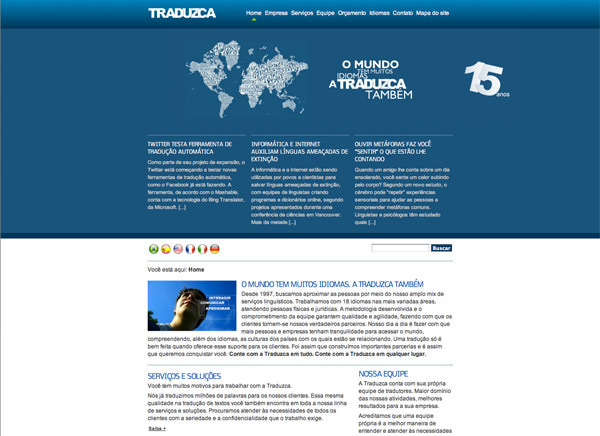 TRADUZCA
Home Empresa Serviços Equipe Orçamento Idiomas Contato Mapa do site
O MUNDO
TEM MUITOS
IDIOMAS
A TRADUZCA
TAMBÉM
15
anos
TWITTER TESTA FERRAMENTA DE
TRADUÇÃO AUTOMÁTICA
Como parte de seu projeto de expansão, o
Twitter está começando a testar novas
ferramentas de tradução automática,
como o Facebook já está fazendo. A
ferramenta, de acordo com o Mashable,
conta com a tecnologia do Bing Translator,
da Microsoft. [...]
INFORMÁTICA E INTERNET
AUXILIAM LÍNGUAS AMEAÇADAS DE
EXTINÇÃO
A informática e a internet estão sendo
utilizadas por povos e cientistas para
salvar línguas ameaçadas de extinção,
com equipes de linguistas criando
programas e dicionários online, segundo
projetos apresentados durante uma
conferência de ciências em Vancouver.
Mais da metade [...]
OUVIR METÁFORAS FAZ VOCÊ
"SENTIR" O QUE ESTÃO LHE
CONTANDO
Quando um amigo lhe conta sobre um dia
ensolarado, você sente um calor subindo
pelo corpo? Segundo um novo estudo, o
cérebro pode "repetir" experiências
sensoriais para ajudar as pessoas a
compreender metáforas comuns.
Linguistas e psicólogos têm estudado
quais [...]
Buscar
Você está aqui: Home
INTERAGIR
COMUNICAR
APROXIMAR
O MUNDO TEM MUITOS IDIOMAS. A TRADUZCA TAMBÉM
Desde 1997, buscamos aproximar as pessoas por meio do nosso amplo mix de
serviços linguísticos. Trabalhamos com 18 idiomas nas mais variadas áreas,
atendendo pessoas físicas e jurídicas. A metodologia desenvolvida e o
comprometimento da equipe garantem qualidade e agilidade, fazendo com que os
clientes tornem-se nossos verdadeiros parceiros. Nosso dia a dia é fazer com que
mais pessoas e empresas tenham tranquilidade para acessar o mundo,
compreendendo, além dos idiomas, as culturas dos países com os quais estão se relacionando. Uma tradução só é
bem feita quando oferece esse suporte para os clientes. Foi assim que construímos importantes parcerias e é assim
que queremos conquistar você. Conte com a Traduzca em tudo. Conte com a Traduzca em qualquer lugar.
SERVIÇOS E SOLUÇÕES
Você tem muitos motivos para trabalhar com a Traduzca.
Nós já traduzimos milhões de palavras para os nossos clientes. Essa mesma
qualidade na tradução de textos você também encontra em toda a nossa linha
de serviços e soluções. Procuramos atender às necessidades de todos os
clientes com a seriedade e a confidencialidade que o trabalho exige.
Saiba +
NOSSA EQUIPE
A Traduzca conta com sua própria
equipe de tradutores. Maior domínio
das nossas atividades, melhores
resultados para a sua empresa.
Acreditamos que uma equipe
própria é a melhor maneira de
entender e atender às necessidades